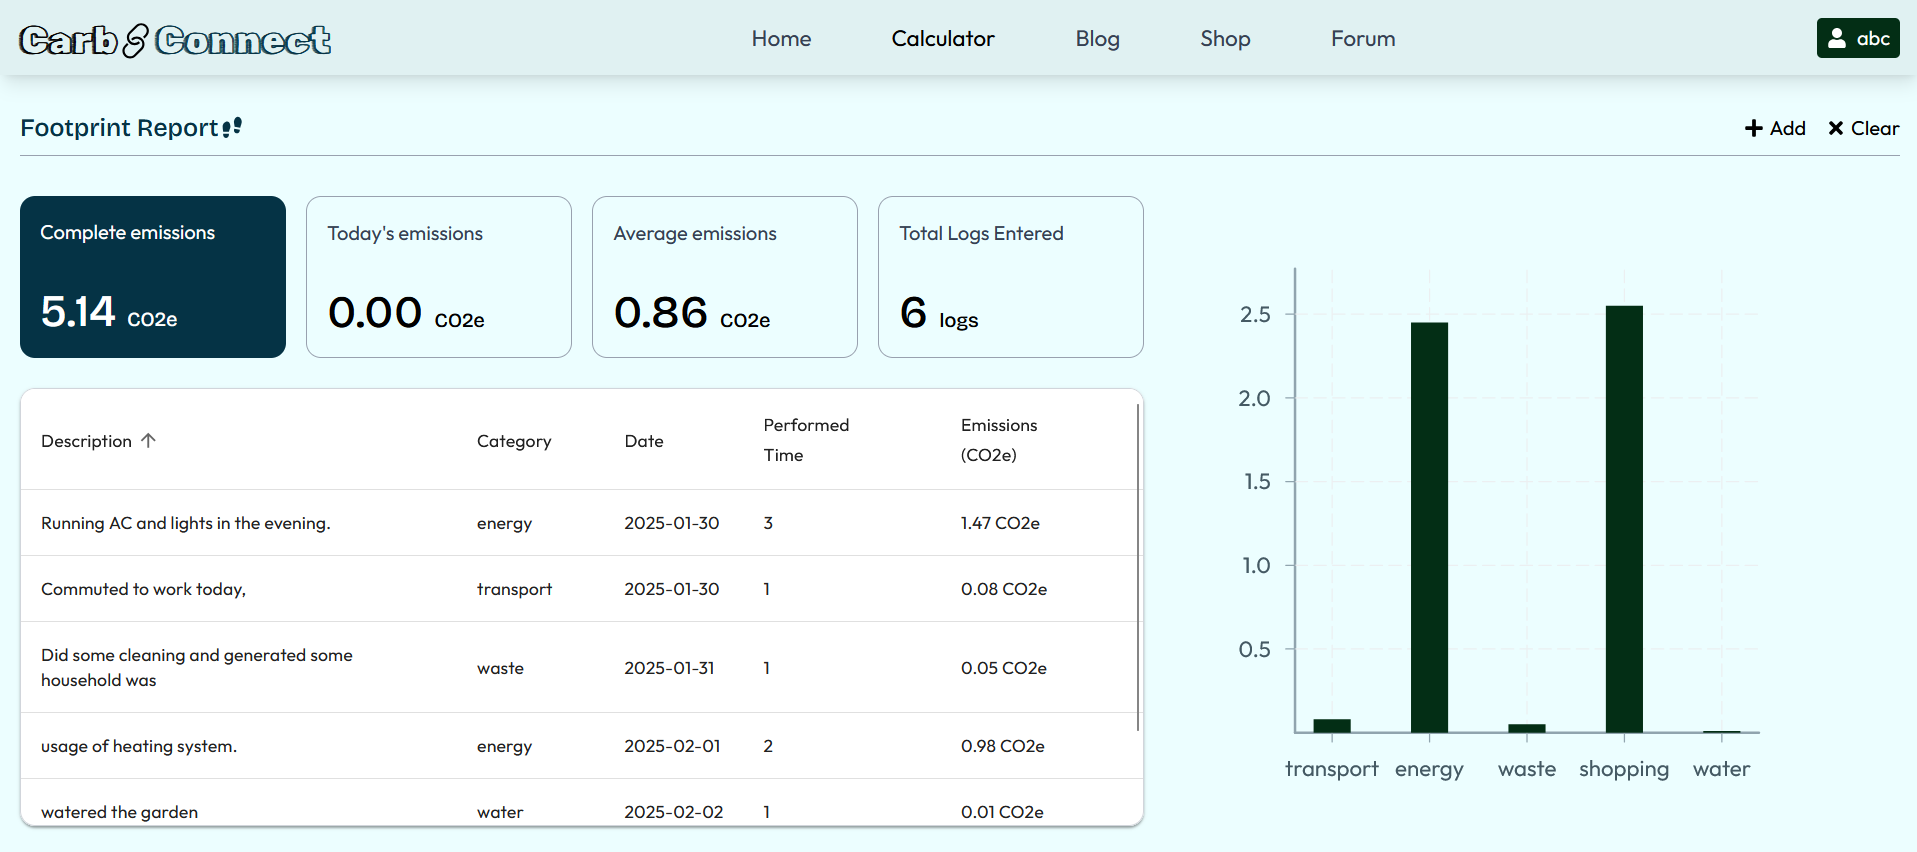 Carb Connect
Home Calculator Blog Shop Forum abc
Footprint Report Add Clear
Complete emissions
5.14 CO2e
Today's emissions
0.00 CO2e
Average emissions
0.86 CO2e
Total Logs Entered
6 logs
Description Category Date Performed Time Emissions (CO2e)
Running AC and lights in the evening. energy 2025-01-30 3 1.47 CO2e
Commuted to work today, transport 2025-01-30 1 0.08 CO2e
Did some cleaning and generated some
household was waste 2025-01-31 1 0.05 CO2e
usage of heating system. energy 2025-02-01 2 0.98 CO2e
watered the garden water 2025-02-02 1 0.01 CO2e
2.5
2.0
1.5
1.0
0.5
transport energy waste shopping water